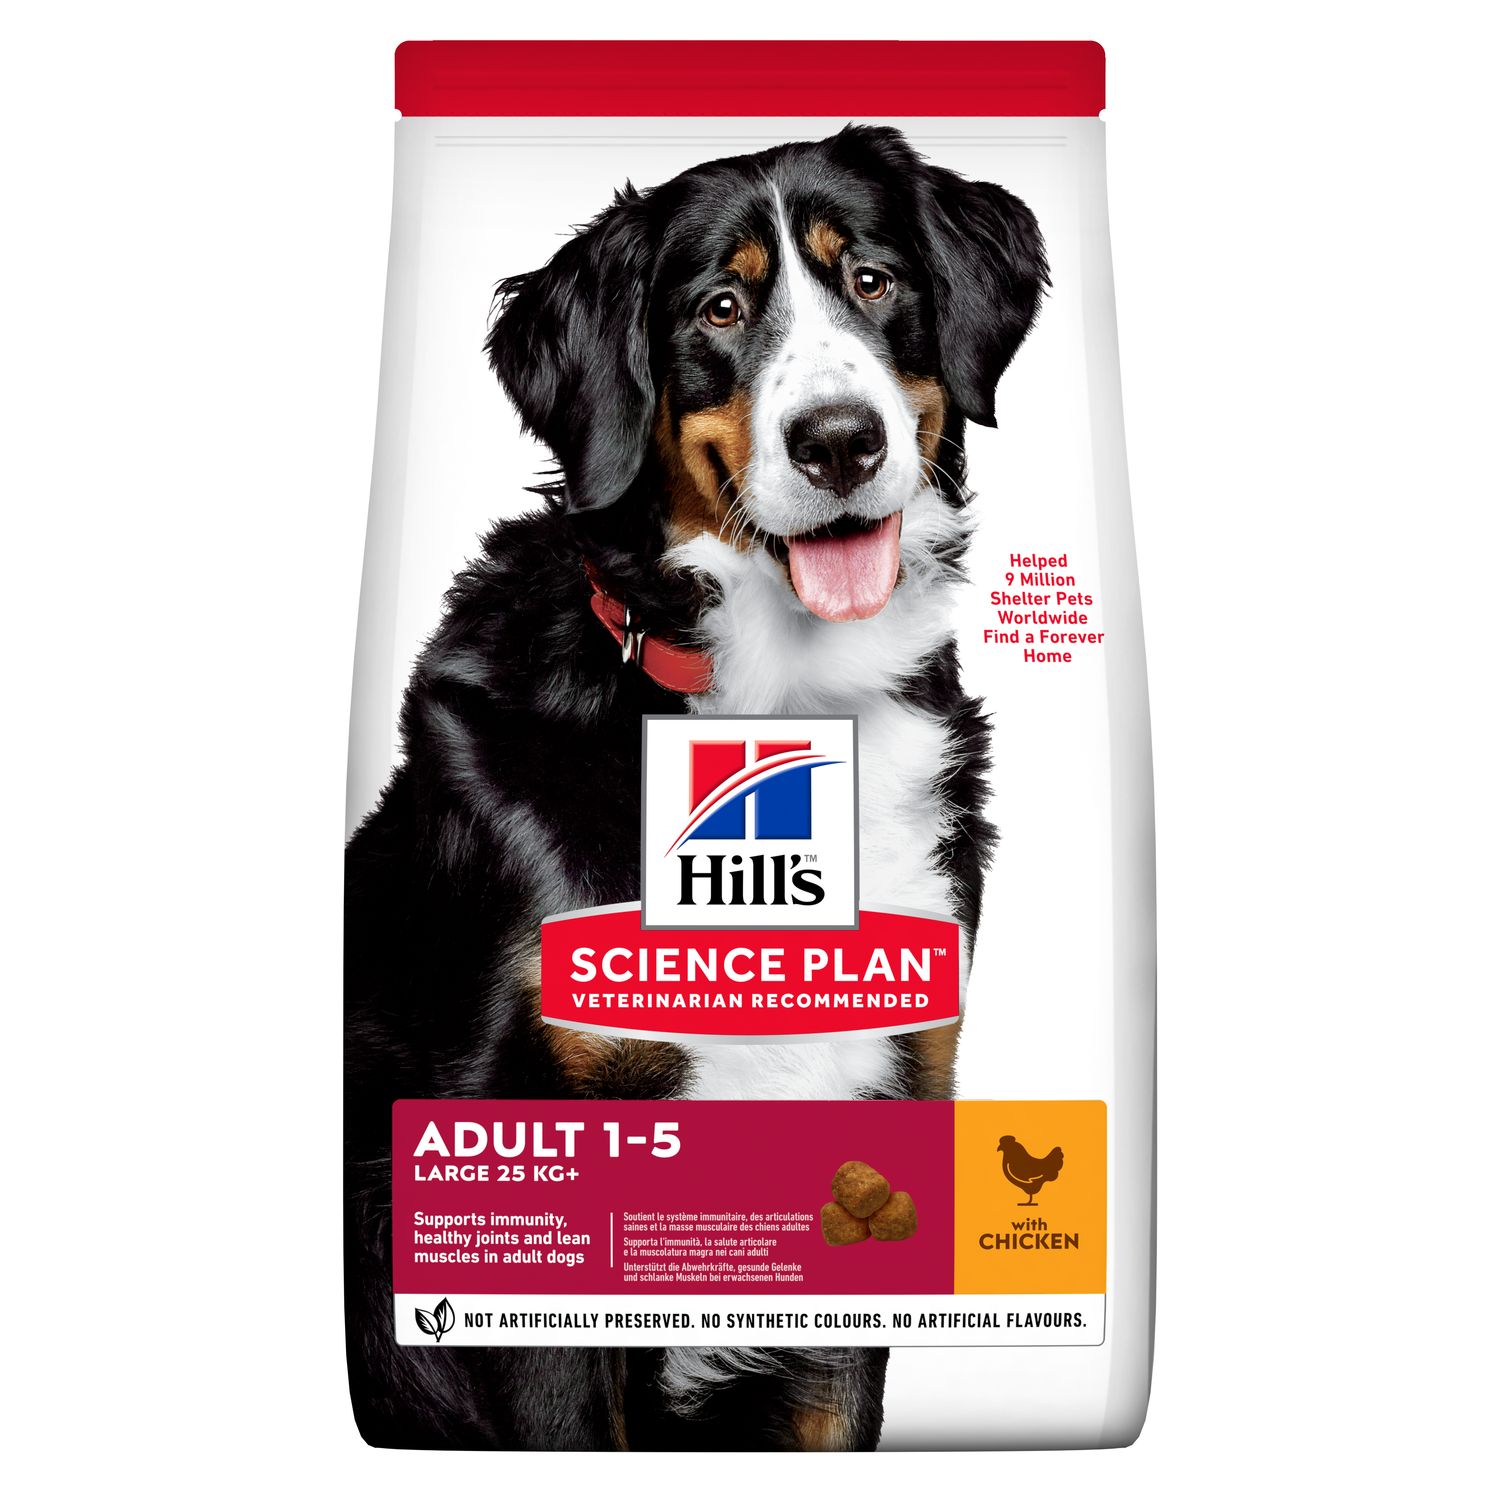 Helped
9 Million
Shelter Pets
Worldwide
Find a Forever
Home
Hill's™
SCIENCE PLAN™
VETERINARIAN RECOMMENDED
ADULT 1-5
LARGE 25 KG+
Supports immunity,
healthy joints and lean
muscles in adult dogs
Soutient le système immunitaire, des articulations
saines et la masse musculaire des chiens adultes
Supporta l'immunità, la salute articolare
e la muscolatura magra nei cani adulti
Unterstützt die Abwehrkräfte, gesunde Gelenke
und schlanke Muskeln bei erwachsenen Hunden
with
CHICKEN
NOT ARTIFICIALLY PRESERVED. NO SYNTHETIC COLOURS. NO ARTIFICIAL FLAVOURS.